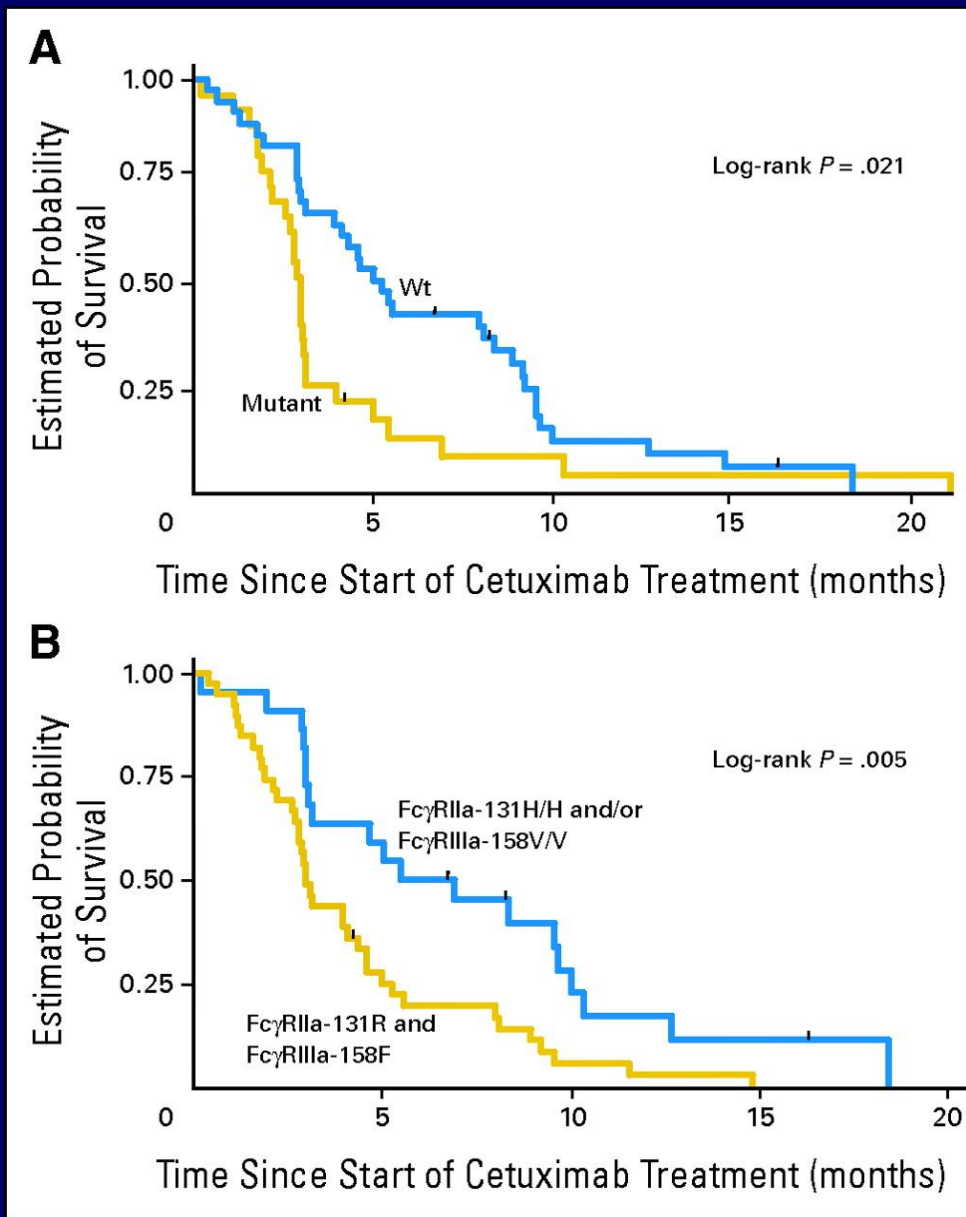 A
Estimated Probability
of Survival
1.00
0.75
0.50
0.25
0
Log-rank P = .021
Wt
Mutant
5
10
15
20
Time Since Start of Cetuximab Treatment (months)
B
Estimated Probability
of Survival
1.00
0.75
0.50
0.25
0
Log-rank P = .005
FcγRIIa-131H/H and/or
FcγRIIIa-158V/V
FcγRIIa-131R and
FcγRIIIa-158F
5
10
15
20
Time Since Start of Cetuximab Treatment (months)